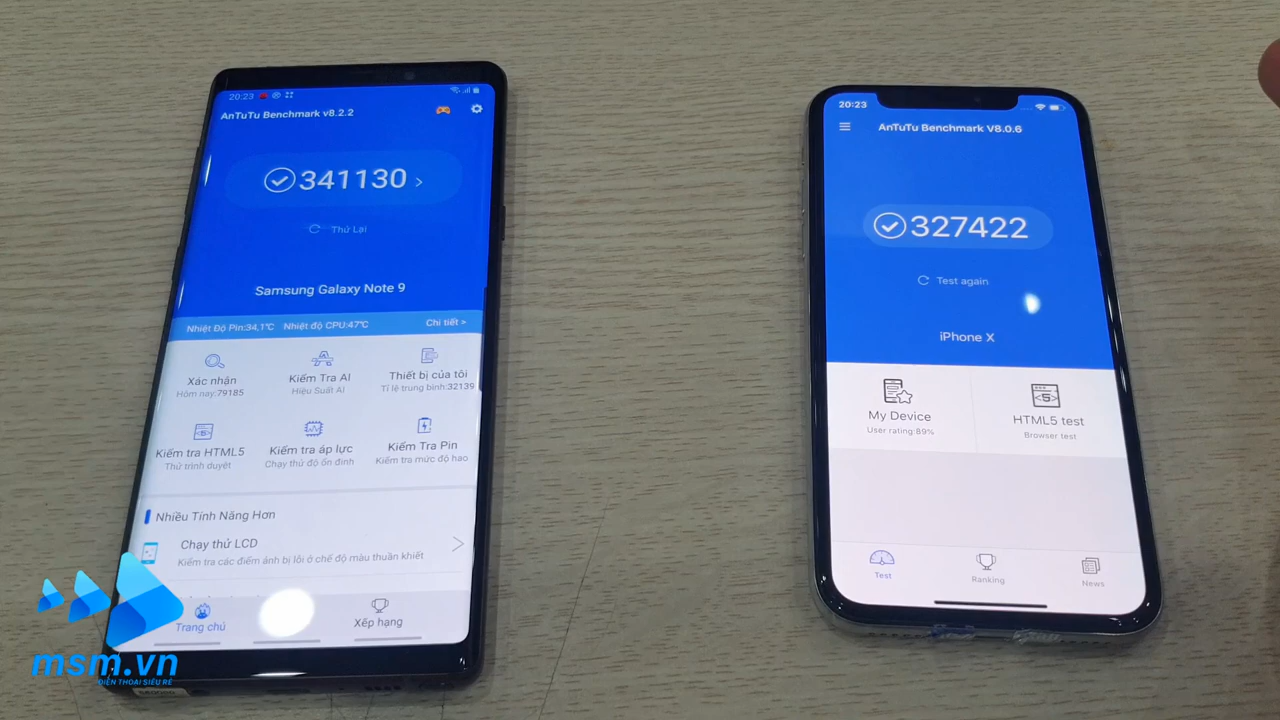 20:23
AnTuTu Benchmark v8.2.2
341130 >
Thử Lại
Samsung Galaxy Note 9
Nhiệt Độ Pin:34,1℃ Nhiệt độ CPU:47℃ Chi tiết >
Xác nhận
Hôm nay:79185
Kiểm Tra AI
Hiệu Suất AI
Thiết bị của tôi
Tỉ lệ trung bình:32139
Kiểm tra HTML5
Thử trình duyệt
Kiểm tra áp lực
Chạy thử độ ổn định
Kiểm Tra Pin
Kiểm tra mức độ hao
Nhiều Tính Năng Hơn
Chạy thử LCD
Kiểm tra các điểm ảnh bị lỗi ở chế độ màu thuần khiết
Trang chủ
Xếp hạng
msm.vn
ĐIỆN THOẠI SIÊU RẺ
20:23
AnTuTu Benchmark V8.0.6
327422
Test again
iPhone X
My Device
User rating:89%
HTML5 test
Browser test
Test
Ranking
News